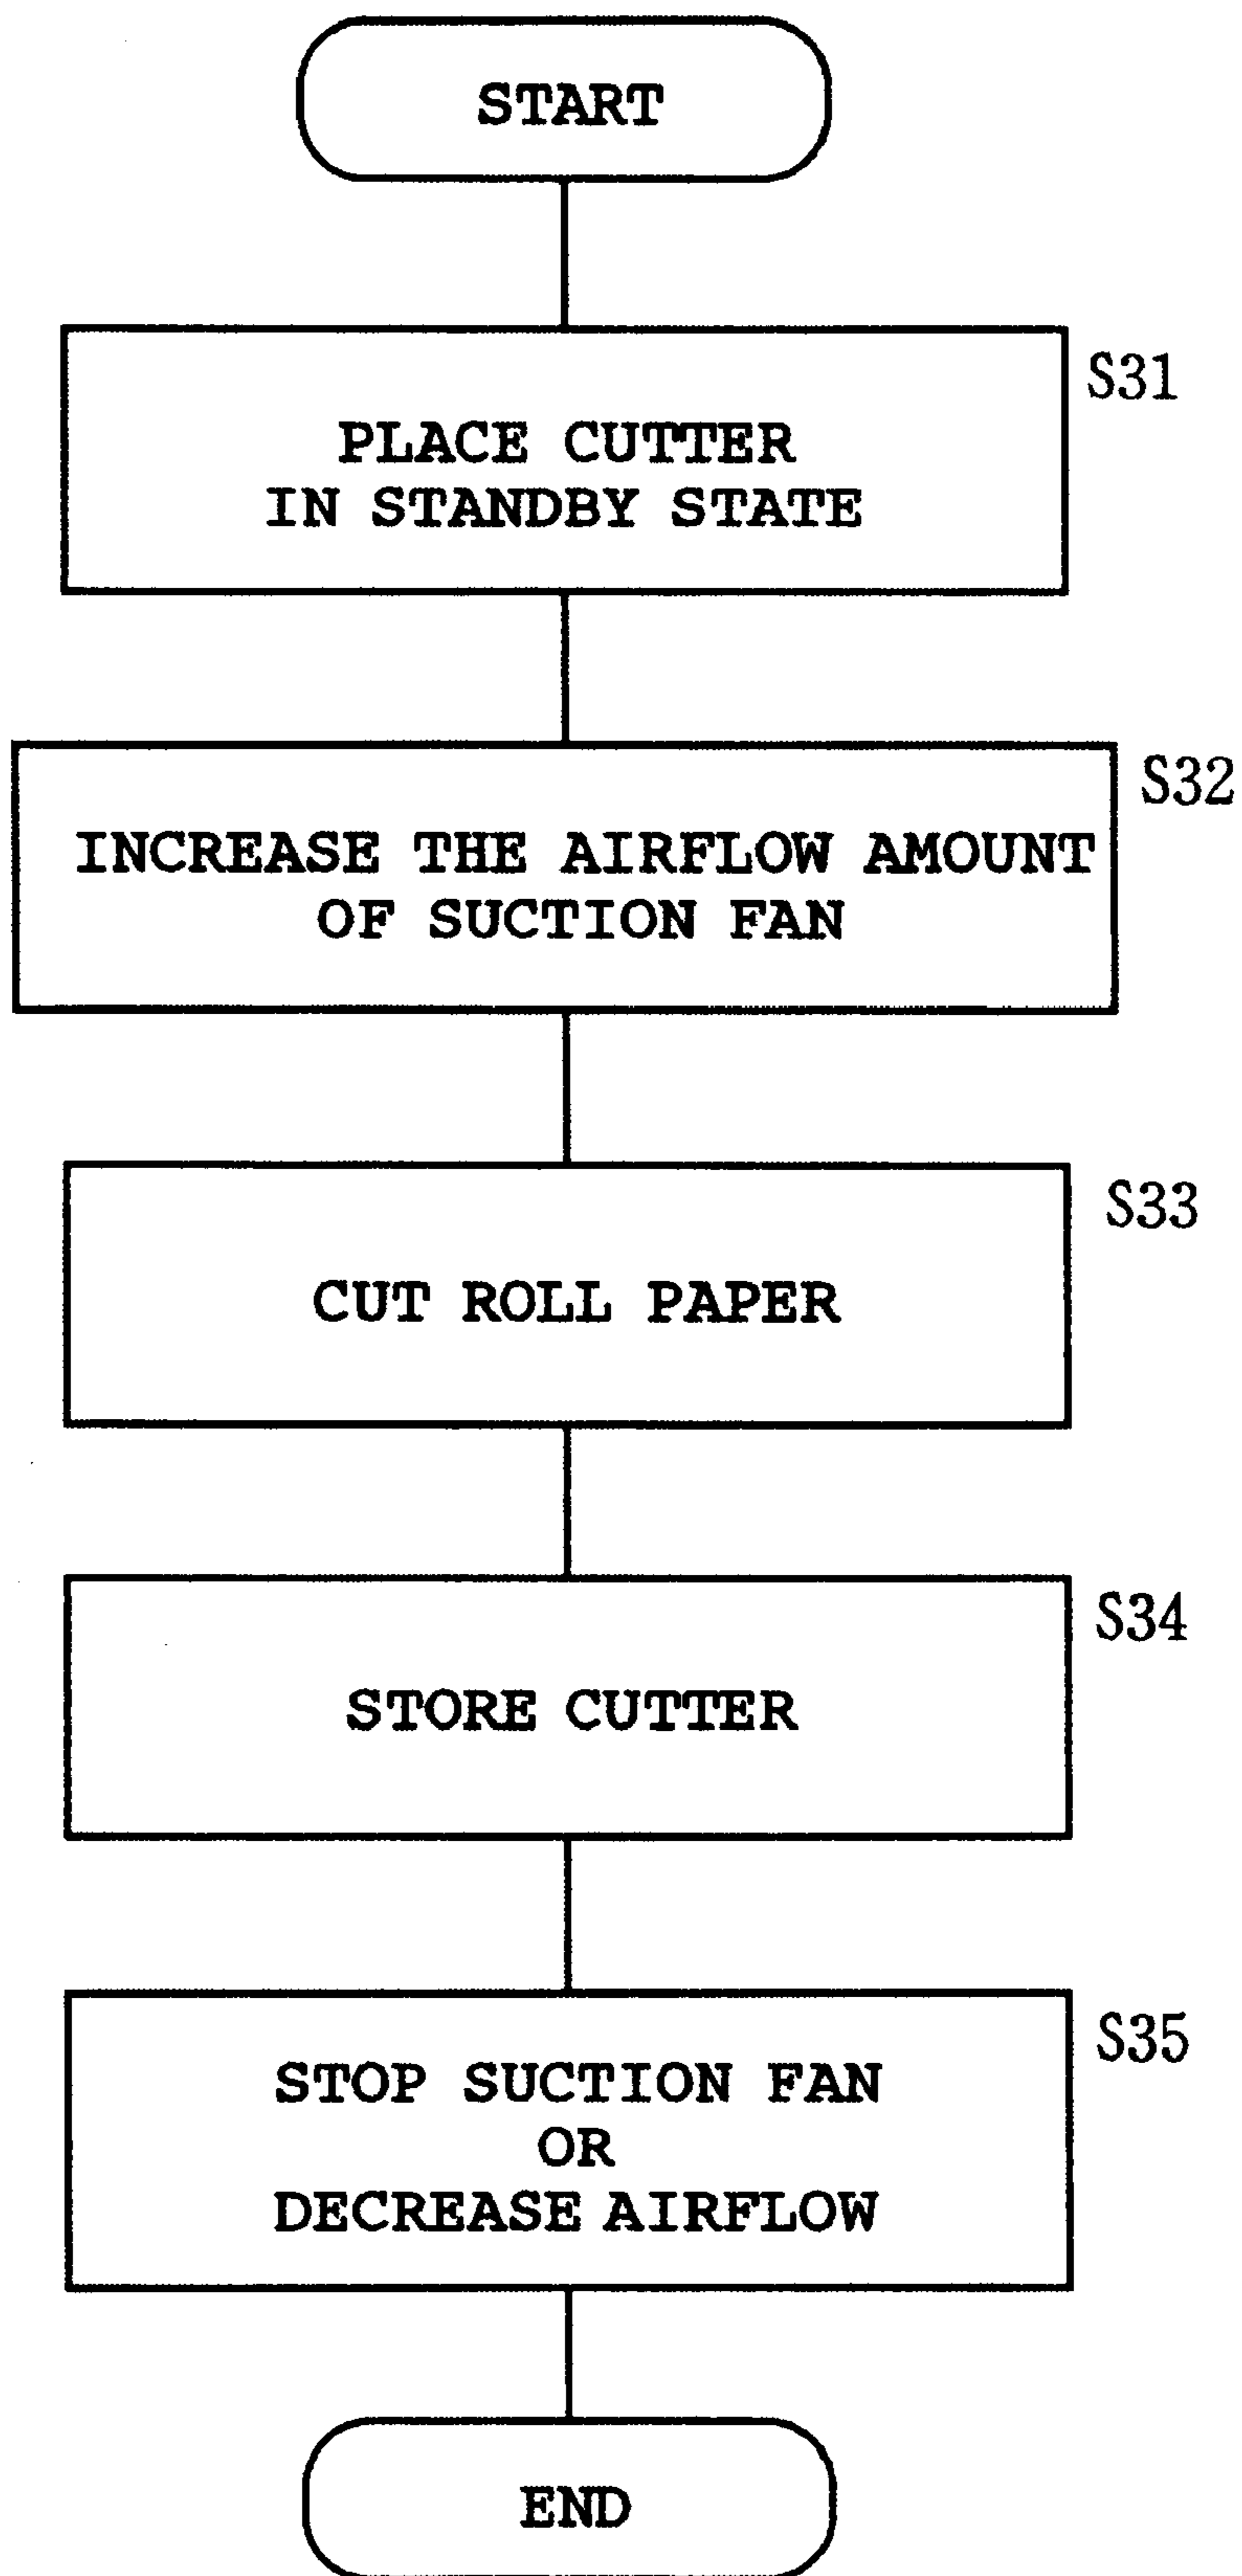 START
S31
PLACE CUTTER
IN STANDBY STATE
S32
INCREASE THE AIRFLOW AMOUNT
OF SUCTION FAN
S33
CUT ROLL PAPER
S34
STORE CUTTER
S35
STOP SUCTION FAN
OR
DECREASE AIRFLOW
END